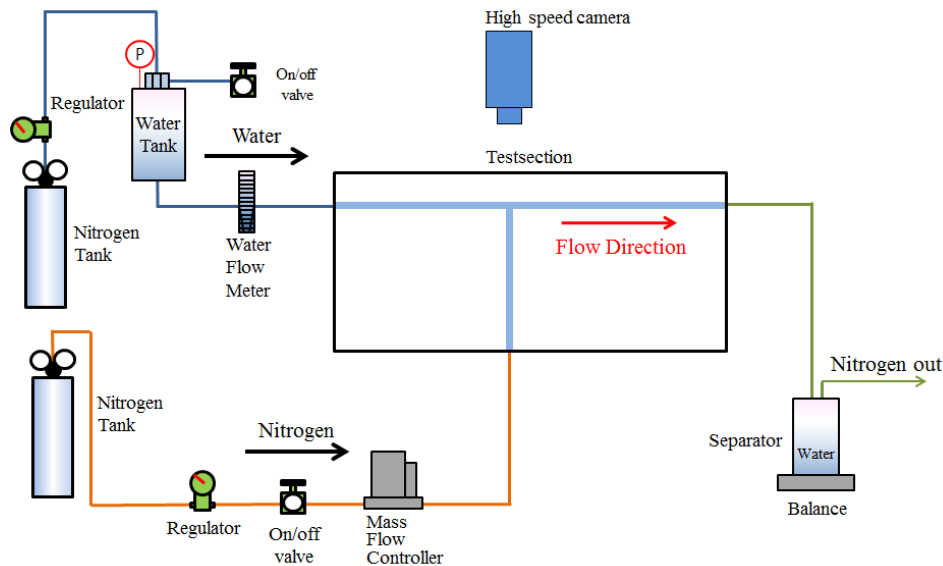 High speed camera
P
On/off
valve
Regulator
Water
Tank
Water
Testsection
Nitrogen
Tank
Water
Flow
Meter
Flow Direction
Nitrogen out
Nitrogen
Tank
Nitrogen
Separator
Water
Balance
Regulator
On/off
valve
Mass
Flow
Controller